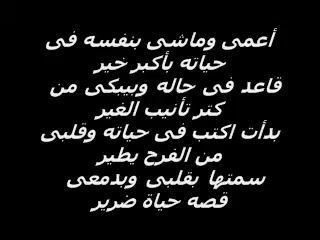 أعمى وماشى بنفسه فى
حياته بأكبر خير
قاعد فى حاله وبيبكى من
كتر تأنيب الغير
بدأت اكتب فى حياته وقلبى
من الفرح يطير
سمتها بقلبى وبدمعى
قصه حياة ضرير